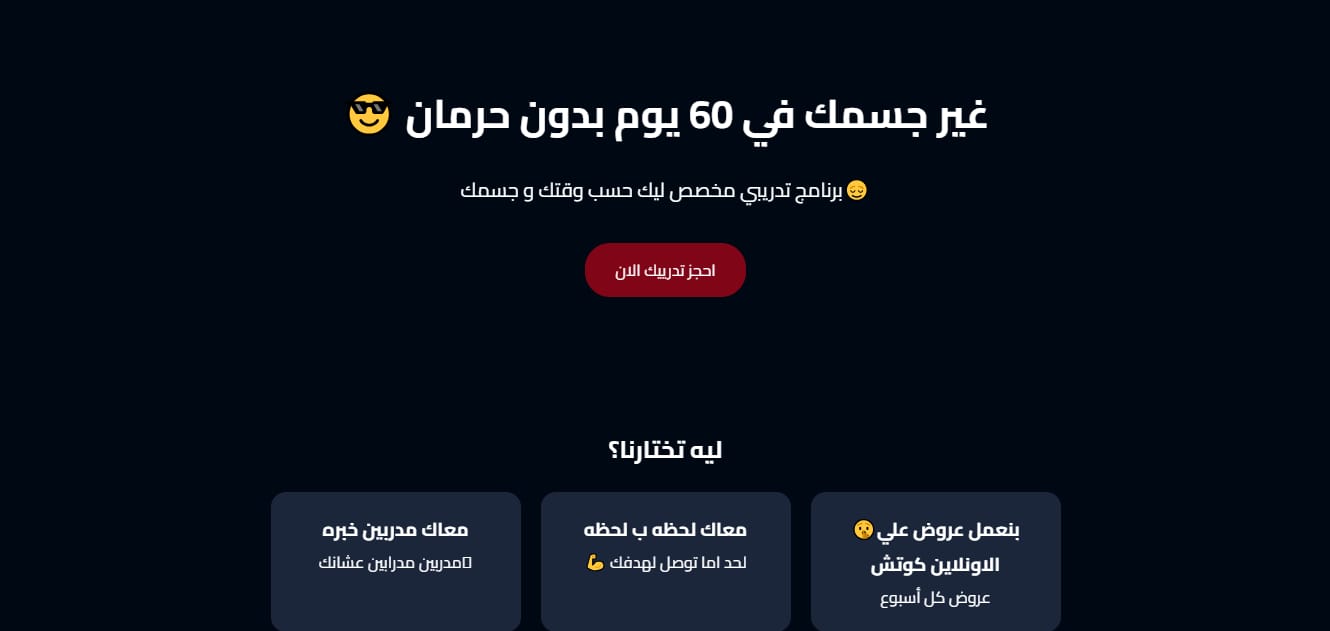 غير جسمك في 60 يوم بدون حرمان 😎
😌 برنامج تدريبي مخصص ليك حسب وقتك و جسمك
احجز تدرييك الان
ليه تختارنا؟
بنعمل عروض علي🤫
الاونلاين كوتش
عروض كل أسبوع
معاك لحظه ب لحظه
لحد اما توصل لهدفك 💪
معاك مدربين خبره
مدربين مدرابين عشانك